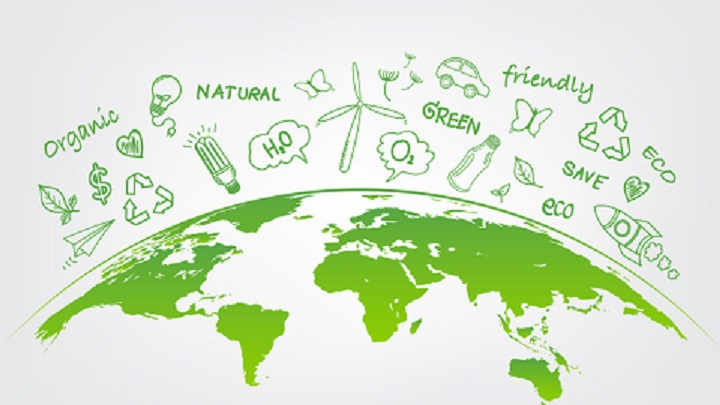 Organic
NATURAL
H₂O
O₂
GREEN
friendly
SAVE
ECO
eco
$